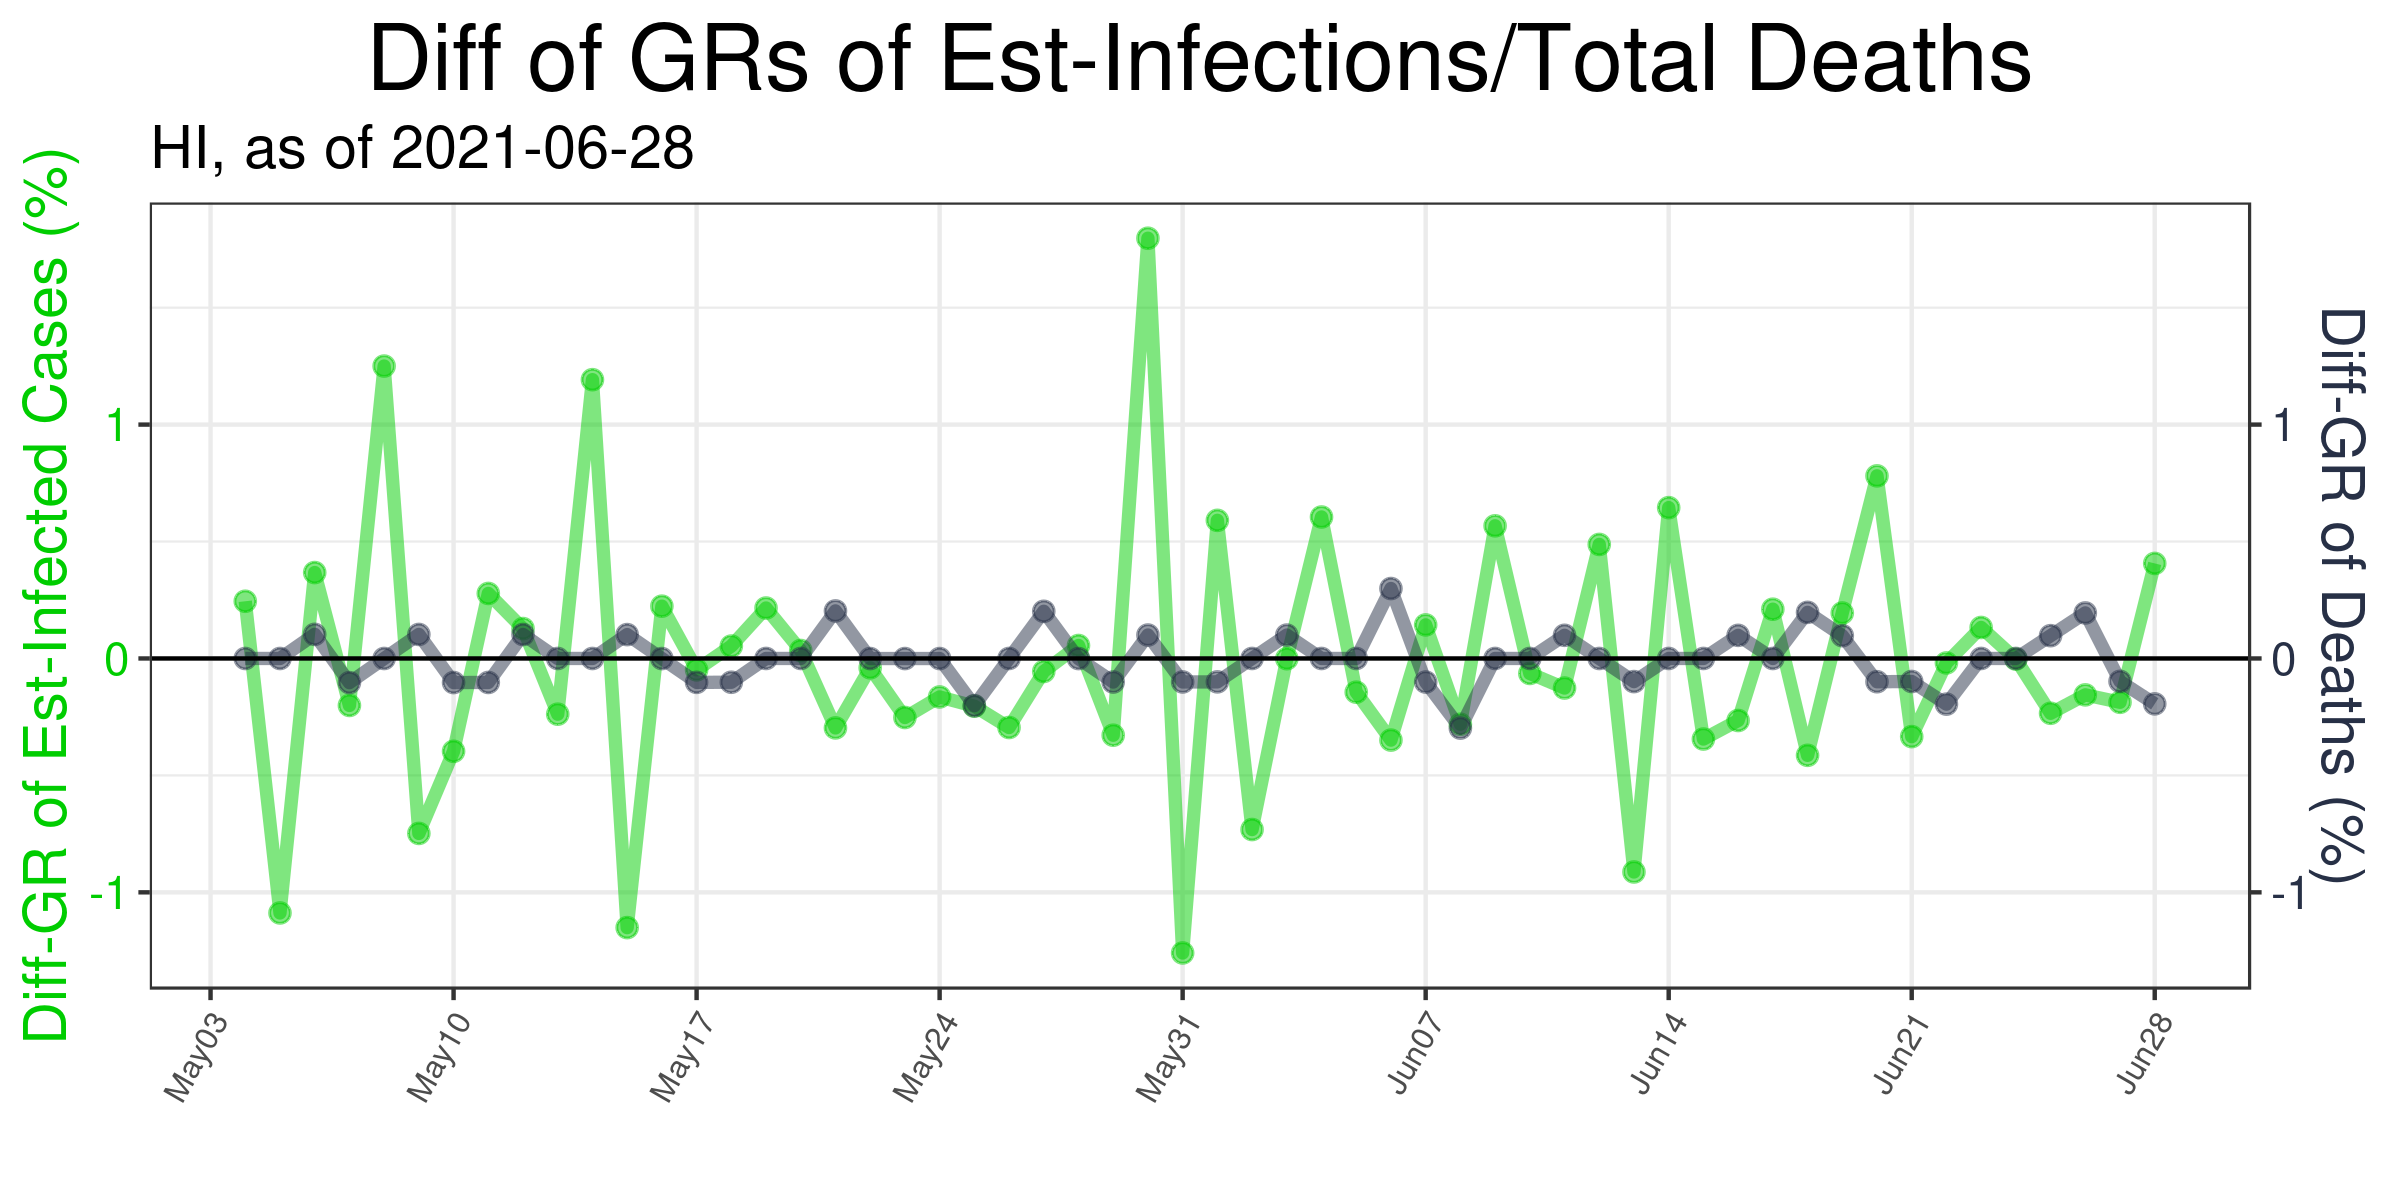 Diff of GRs of Est-Infections/Total Deaths
HI, as of 2021-06-28
Diff-GR of Est-Infected Cases (%)
1
0
-1
1
0
-1
Diff-GR of Deaths (%)
May03
May10
May17
May24
May31
Jun07
Jun14
Jun21
Jun28